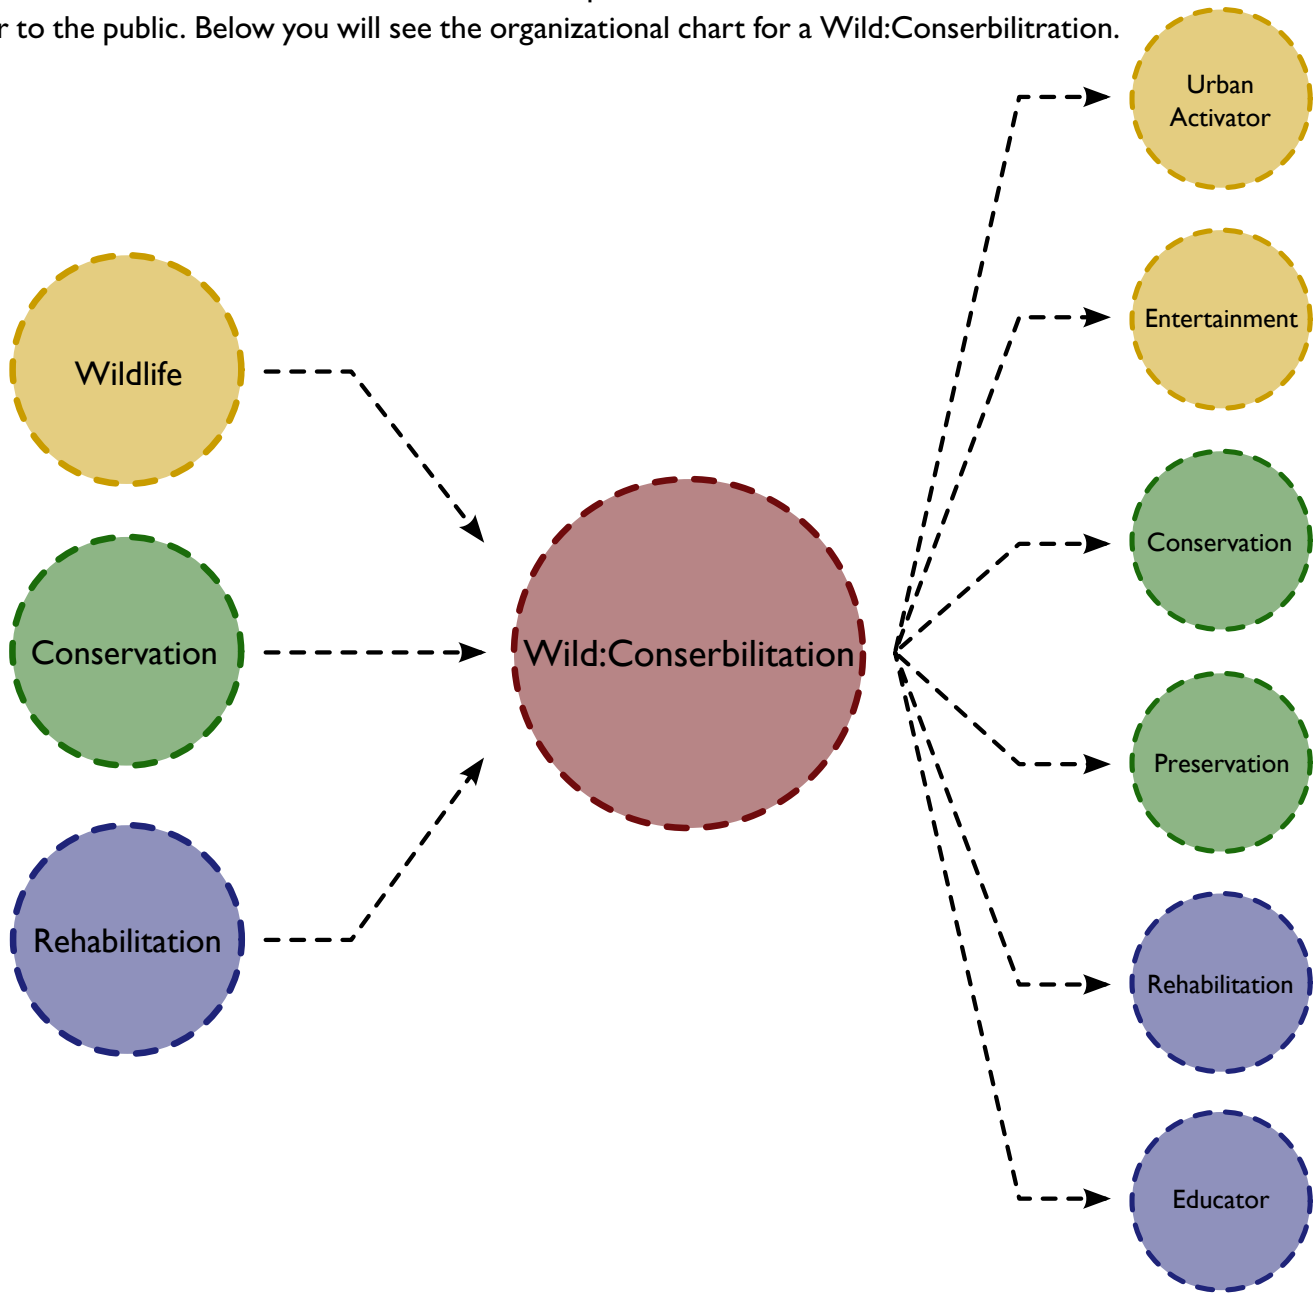 r to the public. Below you will see the organizational chart for a Wild:Conserbilitration.
Urban
Activator
Entertainment
Wildlife
Conservation
Conservation
Wild:Conserbilitation
Preservation
Rehabilitation
Rehabilitation
Educator